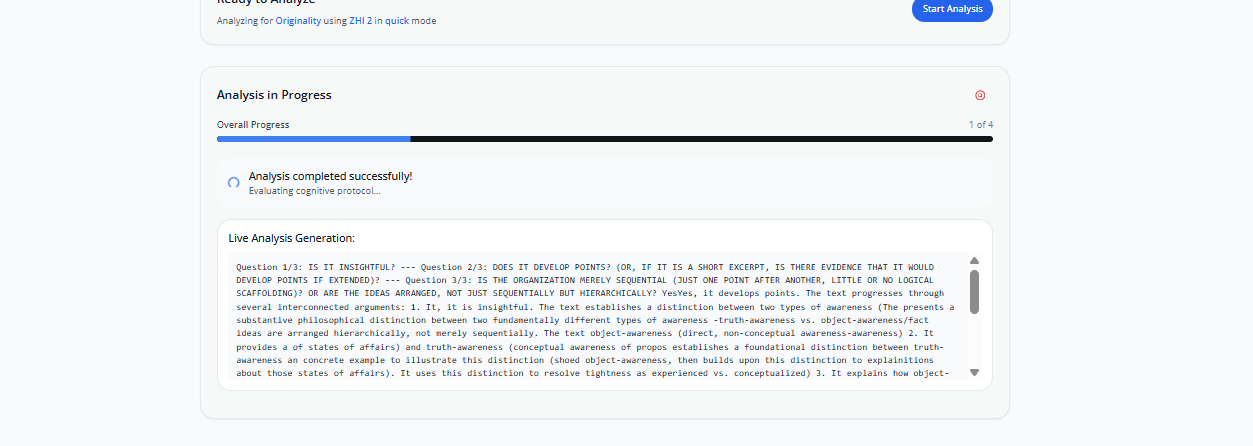 Ready to Analyze
Analyzing for Originality using ZHI 2 in quick mode
Start Analysis
Analysis in Progress
Overall Progress
1 of 4
Analysis completed successfully!
Evaluating cognitive protocol...
Live Analysis Generation:
Question 1/3: IS IT INSIGHTFUL? --- Question 2/3: DOES IT DEVELOP POINTS? (OR, IF IT IS A SHORT EXCERPT, IS THERE EVIDENCE THAT IT WOULD
DEVELOP POINTS IF EXTENDED)? --- Question 3/3: IS THE ORGANIZATION MERELY SEQUENTIAL (JUST ONE POINT AFTER ANOTHER, LITTLE OR NO LOGICAL
SCAFFOLDING)? OR ARE THE IDEAS ARRANGED, NOT JUST SEQUENTIALLY BUT HIERARCHICALLY? YesYes, it develops points. The text progresses through
several interconnected arguments: 1. It, it is insightful. The text establishes a distinction between two types of awareness (The presents a
substantive philosophical distinction between two fundamentally different types of awareness -truth-awareness vs. object-awareness/fact
ideas are arranged hierarchically, not merely sequentially. The text object-awareness (direct, non-conceptual awareness-awareness) 2. It
provides a of states of affairs) and truth-awareness (conceptual awareness of propos establishes a foundational distinction between truth-
awareness an concrete example to illustrate this distinction (shoed object-awareness, then builds upon this distinction to explainitions
about those states of affairs). It uses this distinction to resolve tightness as experienced vs. conceptualized) 3. It explains how object-